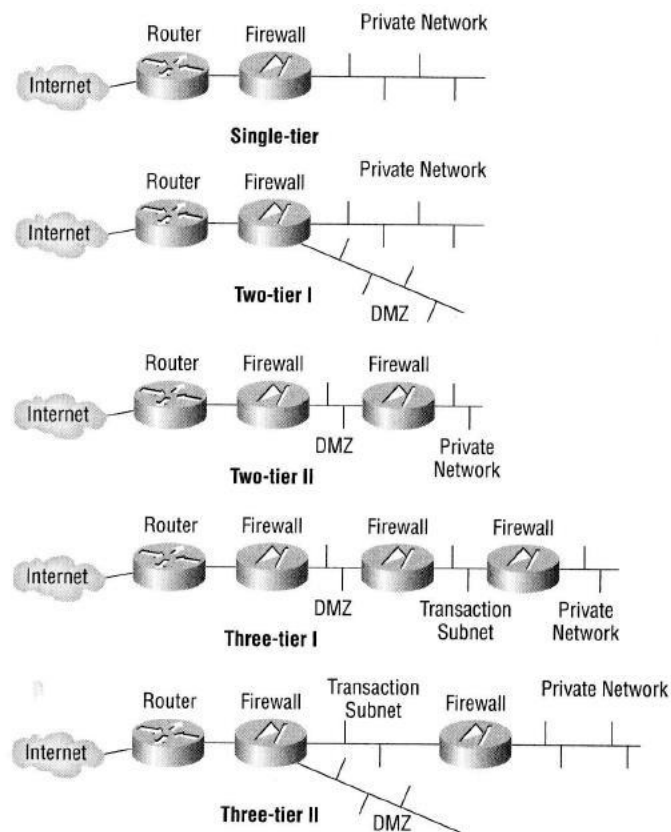 Private Network
Router Firewall
Internet
Single-tier
Private Network
Router Firewall
Internet
Two-tier I
DMZ
Router Firewall Firewall
Internet
DMZ
Private
Network
Two-tier II
Router Firewall Firewall Firewall
Internet
DMZ Transaction
Subnet Private
Network
Three-tier I
Transaction
Subnet
Router Firewall Firewall Private Network
Internet
Three-tier II
DMZ